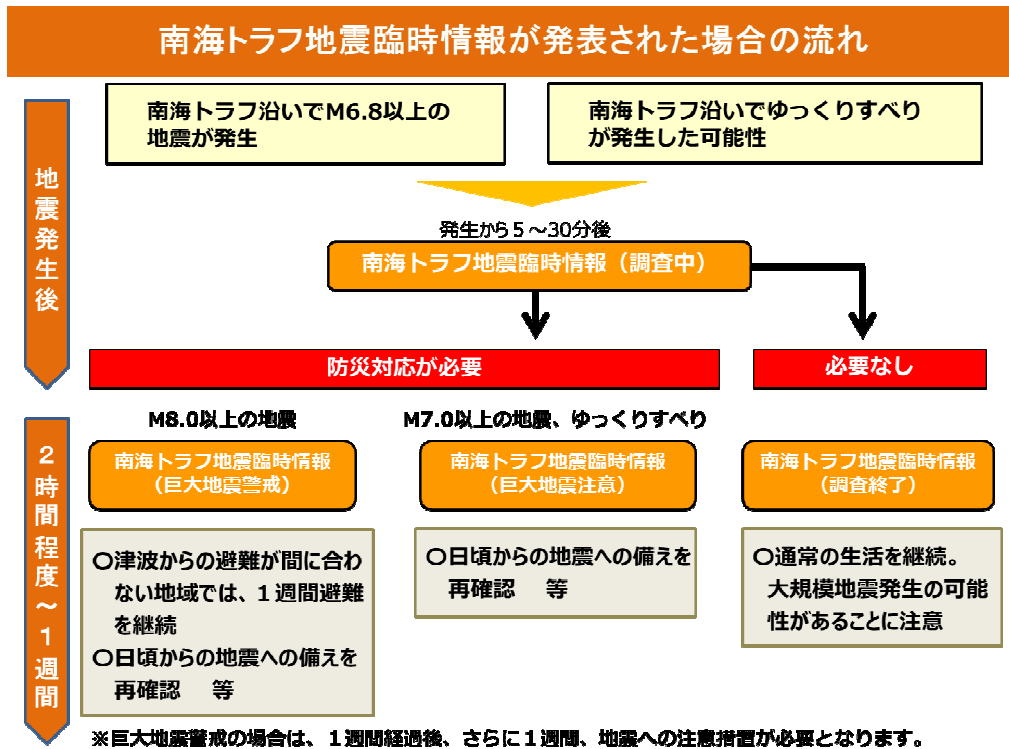 南海トラフ地震臨時情報が発表された場合の流れ
地震発生後
南海トラフ沿いでM6.8以上の
地震が発生
南海トラフ沿いでゆっくりすべり
が発生した可能性
発生から5～30分後
南海トラフ地震臨時情報（調査中）
防災対応が必要
必要なし
2時間程度～1週間
M8.0以上の地震
南海トラフ地震臨時情報
（巨大地震警戒）
〇津波からの避難が間に合わ
ない地域では、１週間避難
を継続
〇日頃からの地震への備えを
再確認　等
M7.0以上の地震、ゆっくりすべり
南海トラフ地震臨時情報
（巨大地震注意）
〇日頃からの地震への備えを
再確認　等
南海トラフ地震臨時情報
（調査終了）
〇通常の生活を継続。
大規模地震発生の可能
性があることに注意
※巨大地震警戒の場合は、１週間経過後、さらに１週間、地震への注意措置が必要となります。